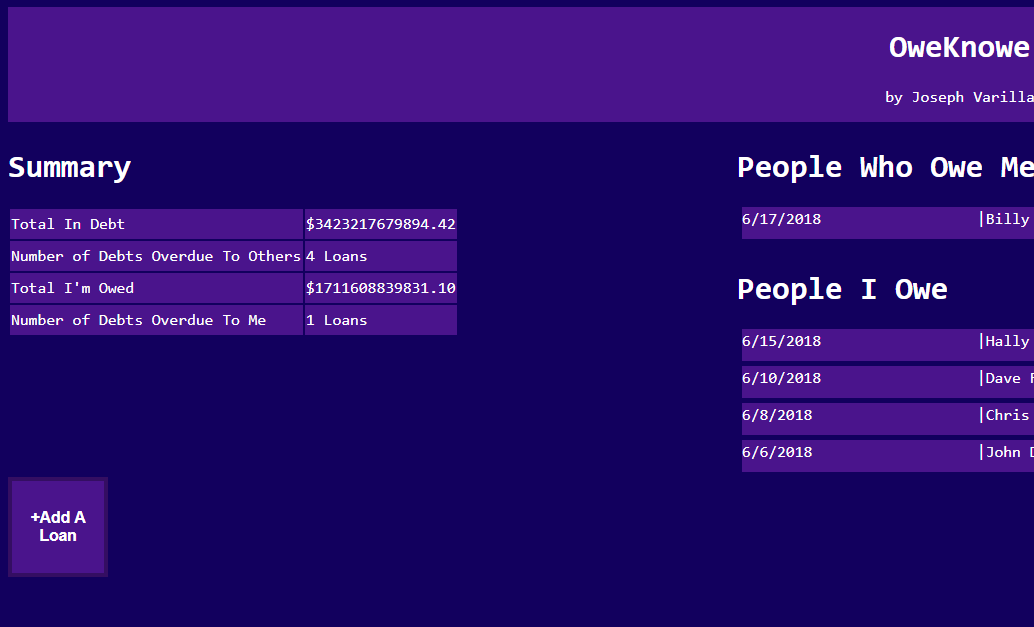 OweKnowe
by Joseph Varilla
Summary
Total In Debt $3423217679894.42
Number of Debts Overdue To Others 4 Loans
Total I'm Owed $1711608839831.10
Number of Debts Overdue To Me 1 Loans
+Add A
Loan
People Who Owe Me
6/17/2018 |Billy
People I Owe
6/15/2018 |Hally
6/10/2018 |Dave
6/8/2018 |Chris
6/6/2018 |John